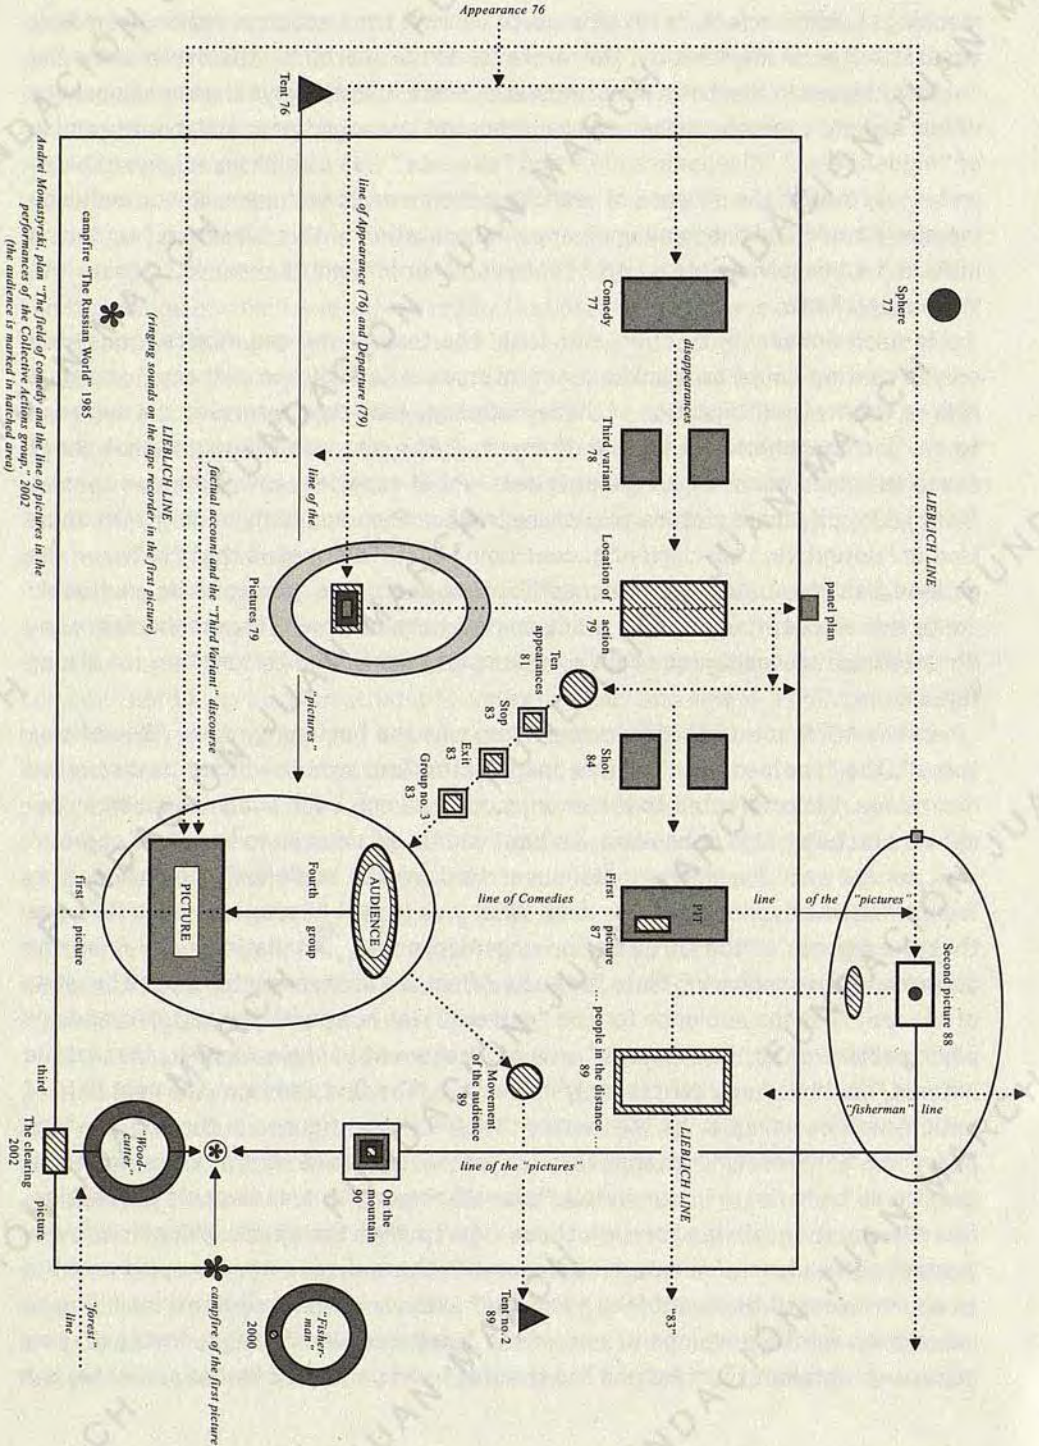 Appearance 76
Tent 76
line of Appearance (76) and Departure (79)
Sphere
77
LIEBLICH LINE
Comedy
77
disappearances
Third variant
78
Location of action
79
panel plan
campfire "The Russian World" 1985
(ringing sounds on the tape recorder in the first picture)
LIEBLICH LINE
factual account and the "Third Variant" discourse
line of the
Pictures 79
"pictures"
Ten
appearances
81
Stop
83
Exit
83
Group no. 3
83
Shot
84
AUDIENCE
Fourth
group
PICTURE
first picture
line of Comedies
First picture
87
PIT
line of the "pictures"
Second picture 88
"fisherman" line
... people in the distance ...
89
LIEBLICH LINE
"83"
Movement
of the audience
89
line of the "pictures"
Tent no. 2
89
On the
mountain
90
"Wood-
cutter"
third picture
The clearing
2002
"forest"
line
campfire of the first picture
"Fisher-
man"
2000
Andrei Monastyrski, plan "The field of comedy and the line of pictures in the
performances of the Collective Actions group," 2002
(the audience is marked in hatched area)
FUNDACION JUAN MARCH